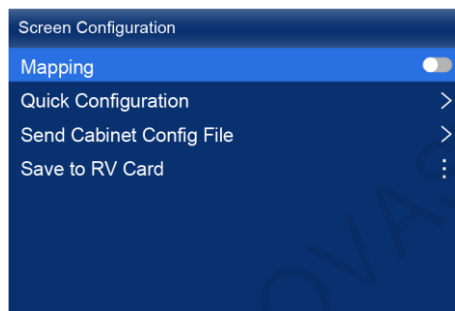 Screen Configuration
Mapping
Quick Configuration
Send Cabinet Config File
Save to RV Card